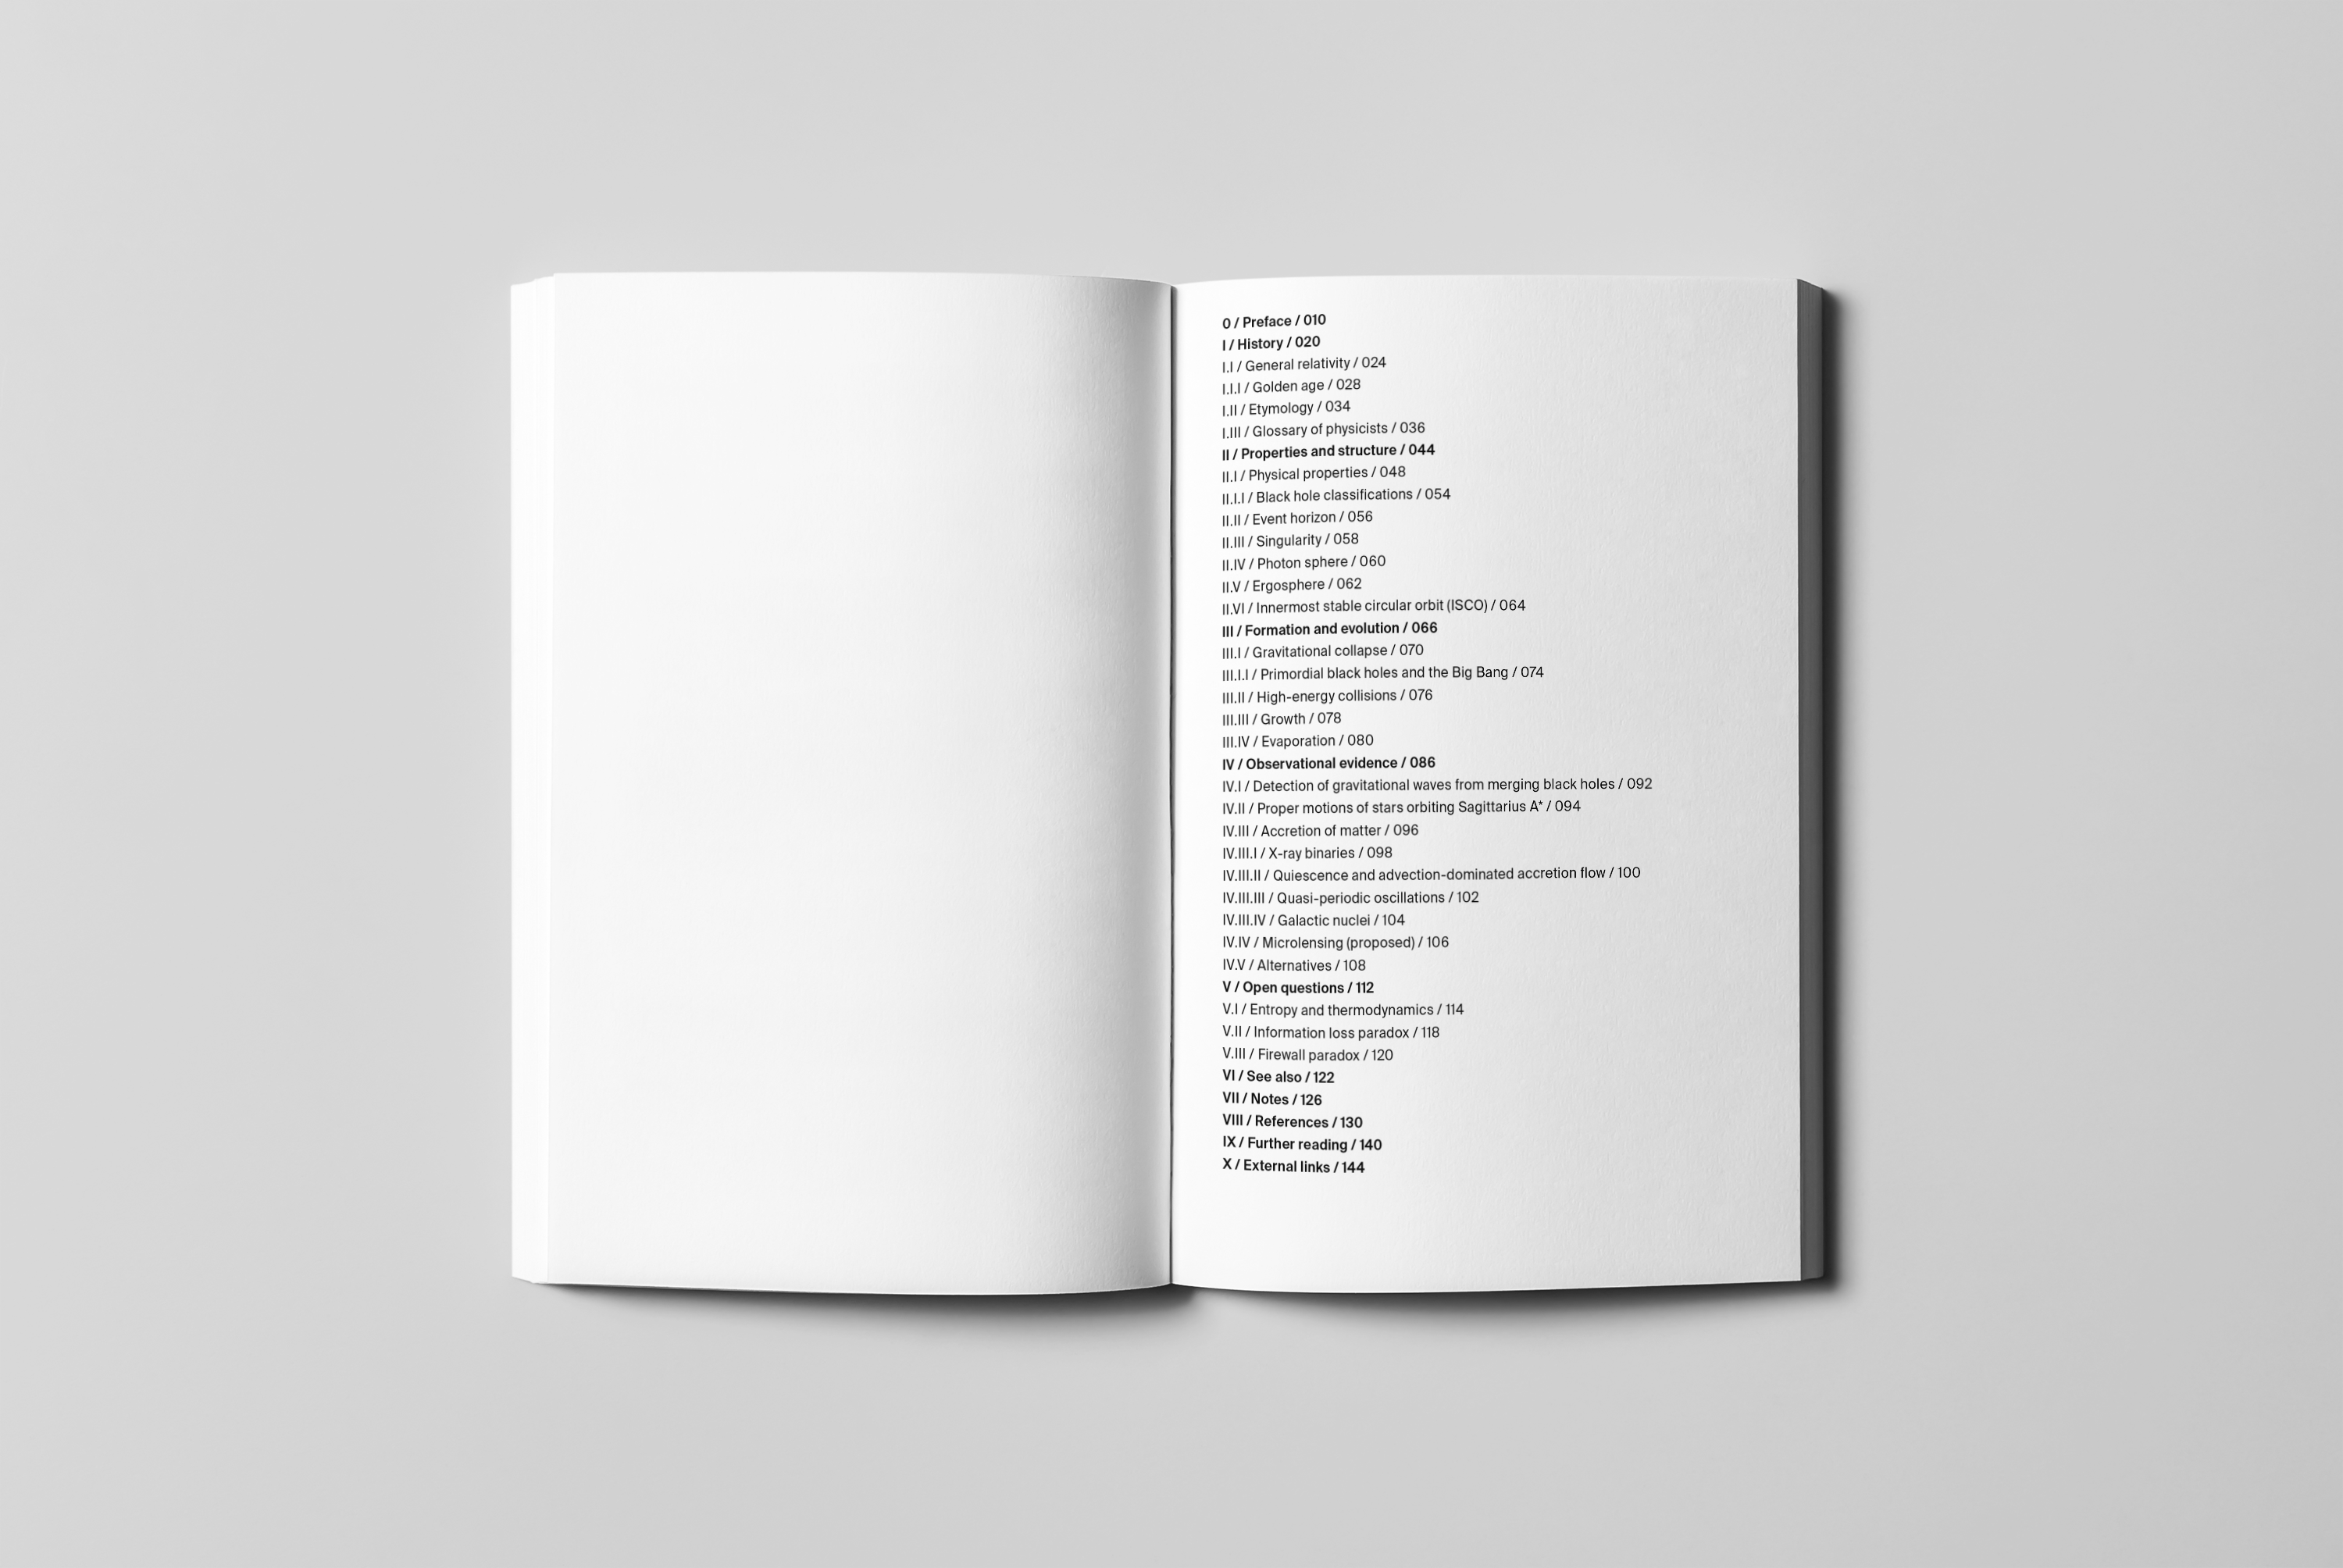 0 / Preface / 010
I / History / 020
I.I / General relativity / 024
I.I.I / Golden age / 028
I.II / Etymology / 034
I.III / Glossary of physicists / 036
II / Properties and structure / 044
II.I / Physical properties / 048
II.I.I / Black hole classifications / 054
II.II / Event horizon / 056
II.III / Singularity / 058
II.IV / Photon sphere / 060
II.V / Ergosphere / 062
II.VI / Innermost stable circular orbit (ISCO) / 064
III / Formation and evolution / 066
III.I / Gravitational collapse / 070
III.I.I / Primordial black holes and the Big Bang / 074
III.II / High-energy collisions / 076
III.III / Growth / 078
III.IV / Evaporation / 080
IV / Observational evidence / 086
IV.I / Detection of gravitational waves from merging black holes / 092
IV.II / Proper motions of stars orbiting Sagittarius A* / 094
IV.III / Accretion of matter / 096
IV.III.I / X-ray binaries / 098
IV.III.II / Quiescence and advection-dominated accretion flow / 100
IV.III.III / Quasi-periodic oscillations / 102
IV.III.IV / Galactic nuclei / 104
IV.IV / Microlensing (proposed) / 106
IV.V / Alternatives / 108
V / Open questions / 112
V.I / Entropy and thermodynamics / 114
V.II / Information loss paradox / 118
V.III / Firewall paradox / 120
VI / See also / 122
VII / Notes / 126
VIII / References / 130
IX / Further reading / 140
X / External links / 144